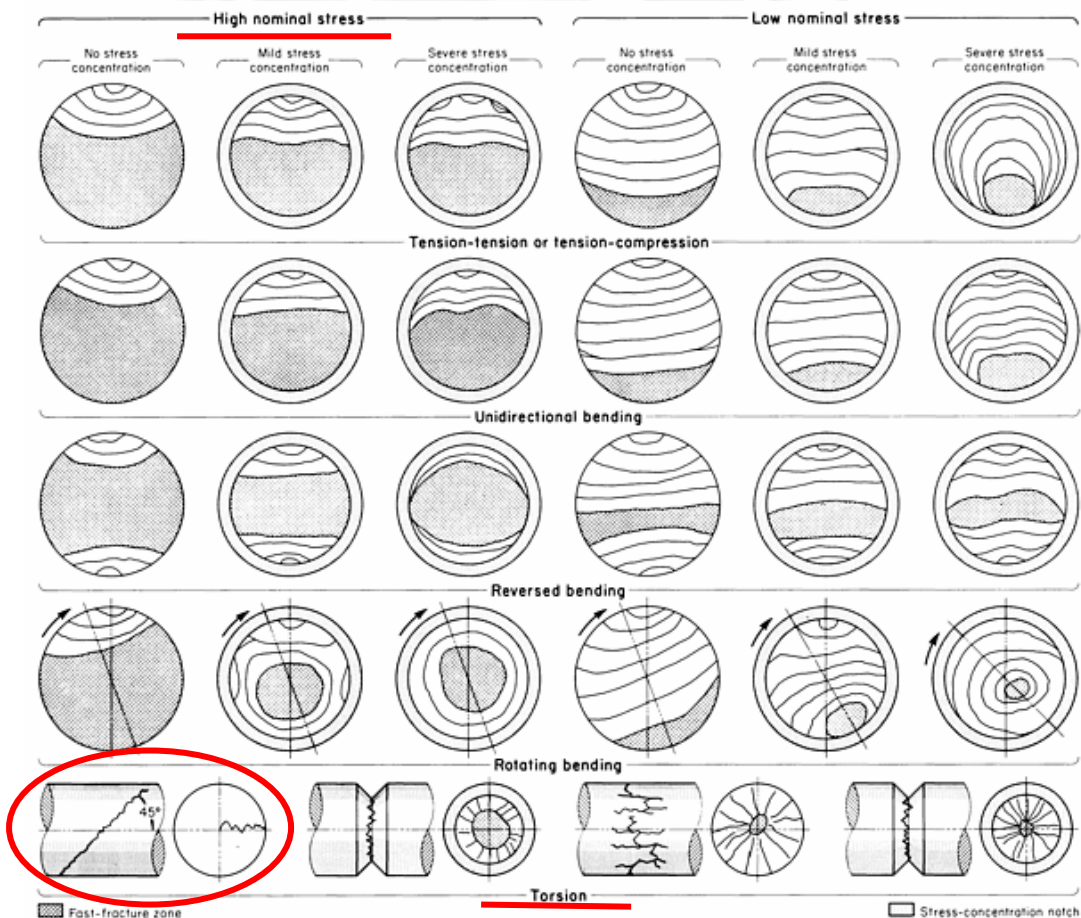 High nominal stress
Low nominal stress
No stress
concentration
Mild stress
concentration
Severe stress
concentration
No stress
concentration
Mild stress
concentration
Severe stress
concentration
Tension-tension or tension-compression
Unidirectional bending
Reversed bending
Rotating bending
45°
Torsion
Fast-fracture zone
Stress-concentration notch